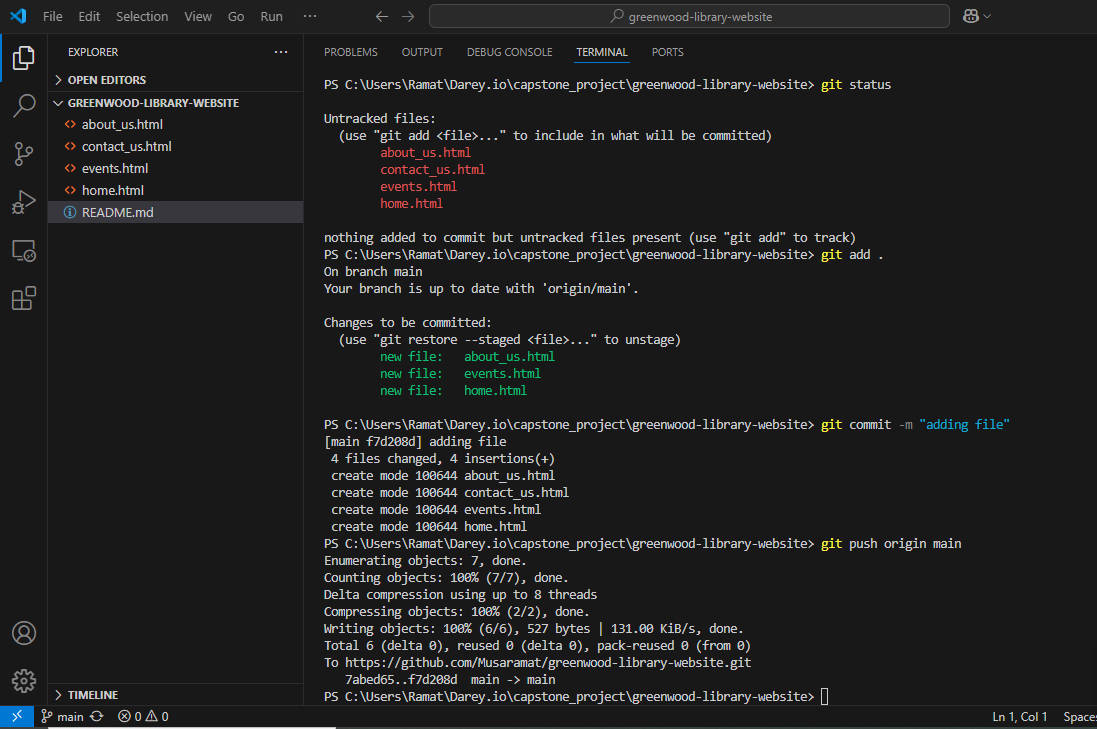 File Edit Selection View Go Run ··· ← → greenwood-library-website
EXPLORER ···
OPEN EDITORS
GREENWOOD-LIBRARY-WEBSITE
about_us.html
contact_us.html
events.html
home.html
README.md
TIMELINE
PROBLEMS OUTPUT DEBUG CONSOLE TERMINAL PORTS
PS C:\Users\Ramat\Darey.io\capstone_project\greenwood-library-website> git status
Untracked files:
(use "git add <file>..." to include in what will be committed)
about_us.html
contact_us.html
events.html
home.html
nothing added to commit but untracked files present (use "git add" to track)
PS C:\Users\Ramat\Darey.io\capstone_project\greenwood-library-website> git add .
On branch main
Your branch is up to date with 'origin/main'.
Changes to be committed:
(use "git restore --staged <file>..." to unstage)
new file: about_us.html
new file: events.html
new file: home.html
PS C:\Users\Ramat\Darey.io\capstone_project\greenwood-library-website> git commit -m "adding file"
[main f7d208d] adding file
4 files changed, 4 insertions(+)
create mode 100644 about_us.html
create mode 100644 contact_us.html
create mode 100644 events.html
create mode 100644 home.html
PS C:\Users\Ramat\Darey.io\capstone_project\greenwood-library-website> git push origin main
Enumerating objects: 7, done.
Counting objects: 100% (7/7), done.
Delta compression using up to 8 threads
Compressing objects: 100% (2/2), done.
Writing objects: 100% (6/6), 527 bytes | 131.00 KiB/s, done.
Total 6 (delta 0), reused 0 (delta 0), pack-reused 0 (from 0)
To https://github.com/Musaramat/greenwood-library-website.git
7abed65..f7d208d main -> main
PS C:\Users\Ramat\Darey.io\capstone_project\greenwood-library-website>
main 0 0 Ln 1, Col 1 Spaces